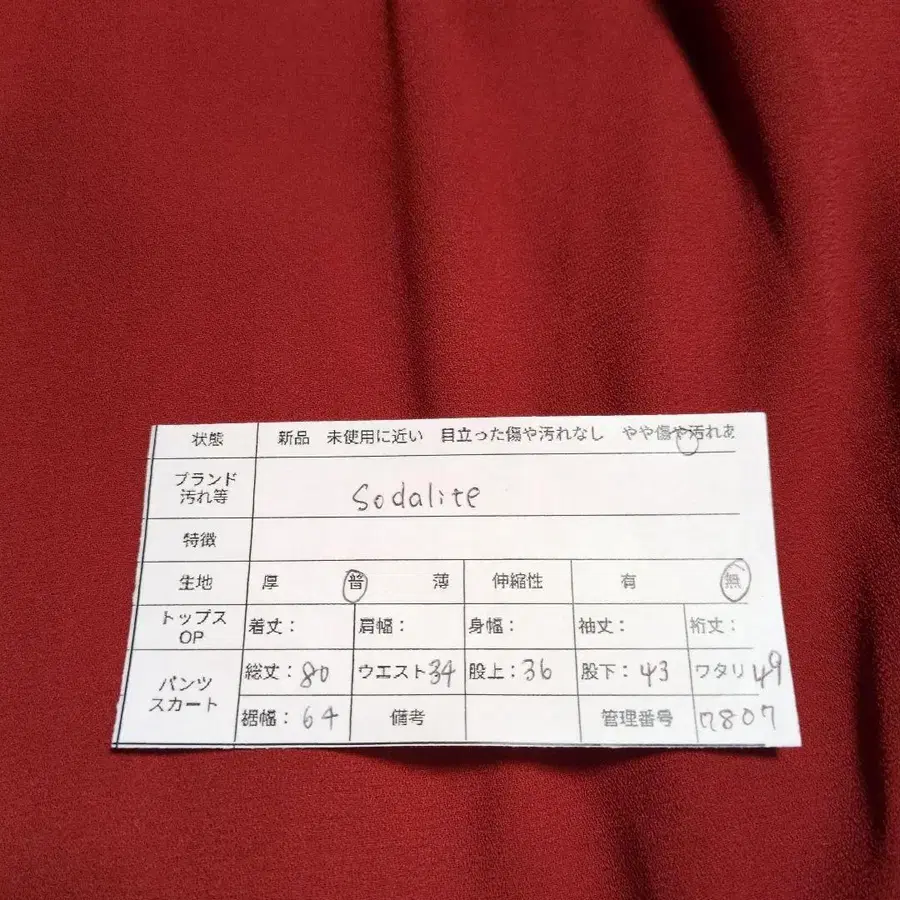 状態 新品 未使用に近い 目立った傷や汚れなし やや傷や汚れあ
ブランド 汚れ等 Sodalite
特徴
生地 厚 普 薄 伸縮性 有 無
トップス OP 着丈: 肩幅: 身幅: 袖丈: 裄丈:
パンツ スカート 総丈:80 ウエスト34 股上:36 股下:43 ワタリ49
裾幅:64 備考 管理番号 7807